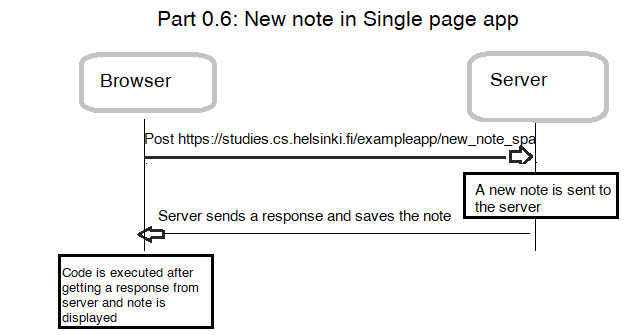 Part 0.6: New note in Single page app
Browser
Server
Post https://studies.cs.helsinki.fi/exampleapp/new_note_spa
A new note is sent to
the server
Server sends a response and saves the note
Code is executed after
getting a response from
server and note is
displayed